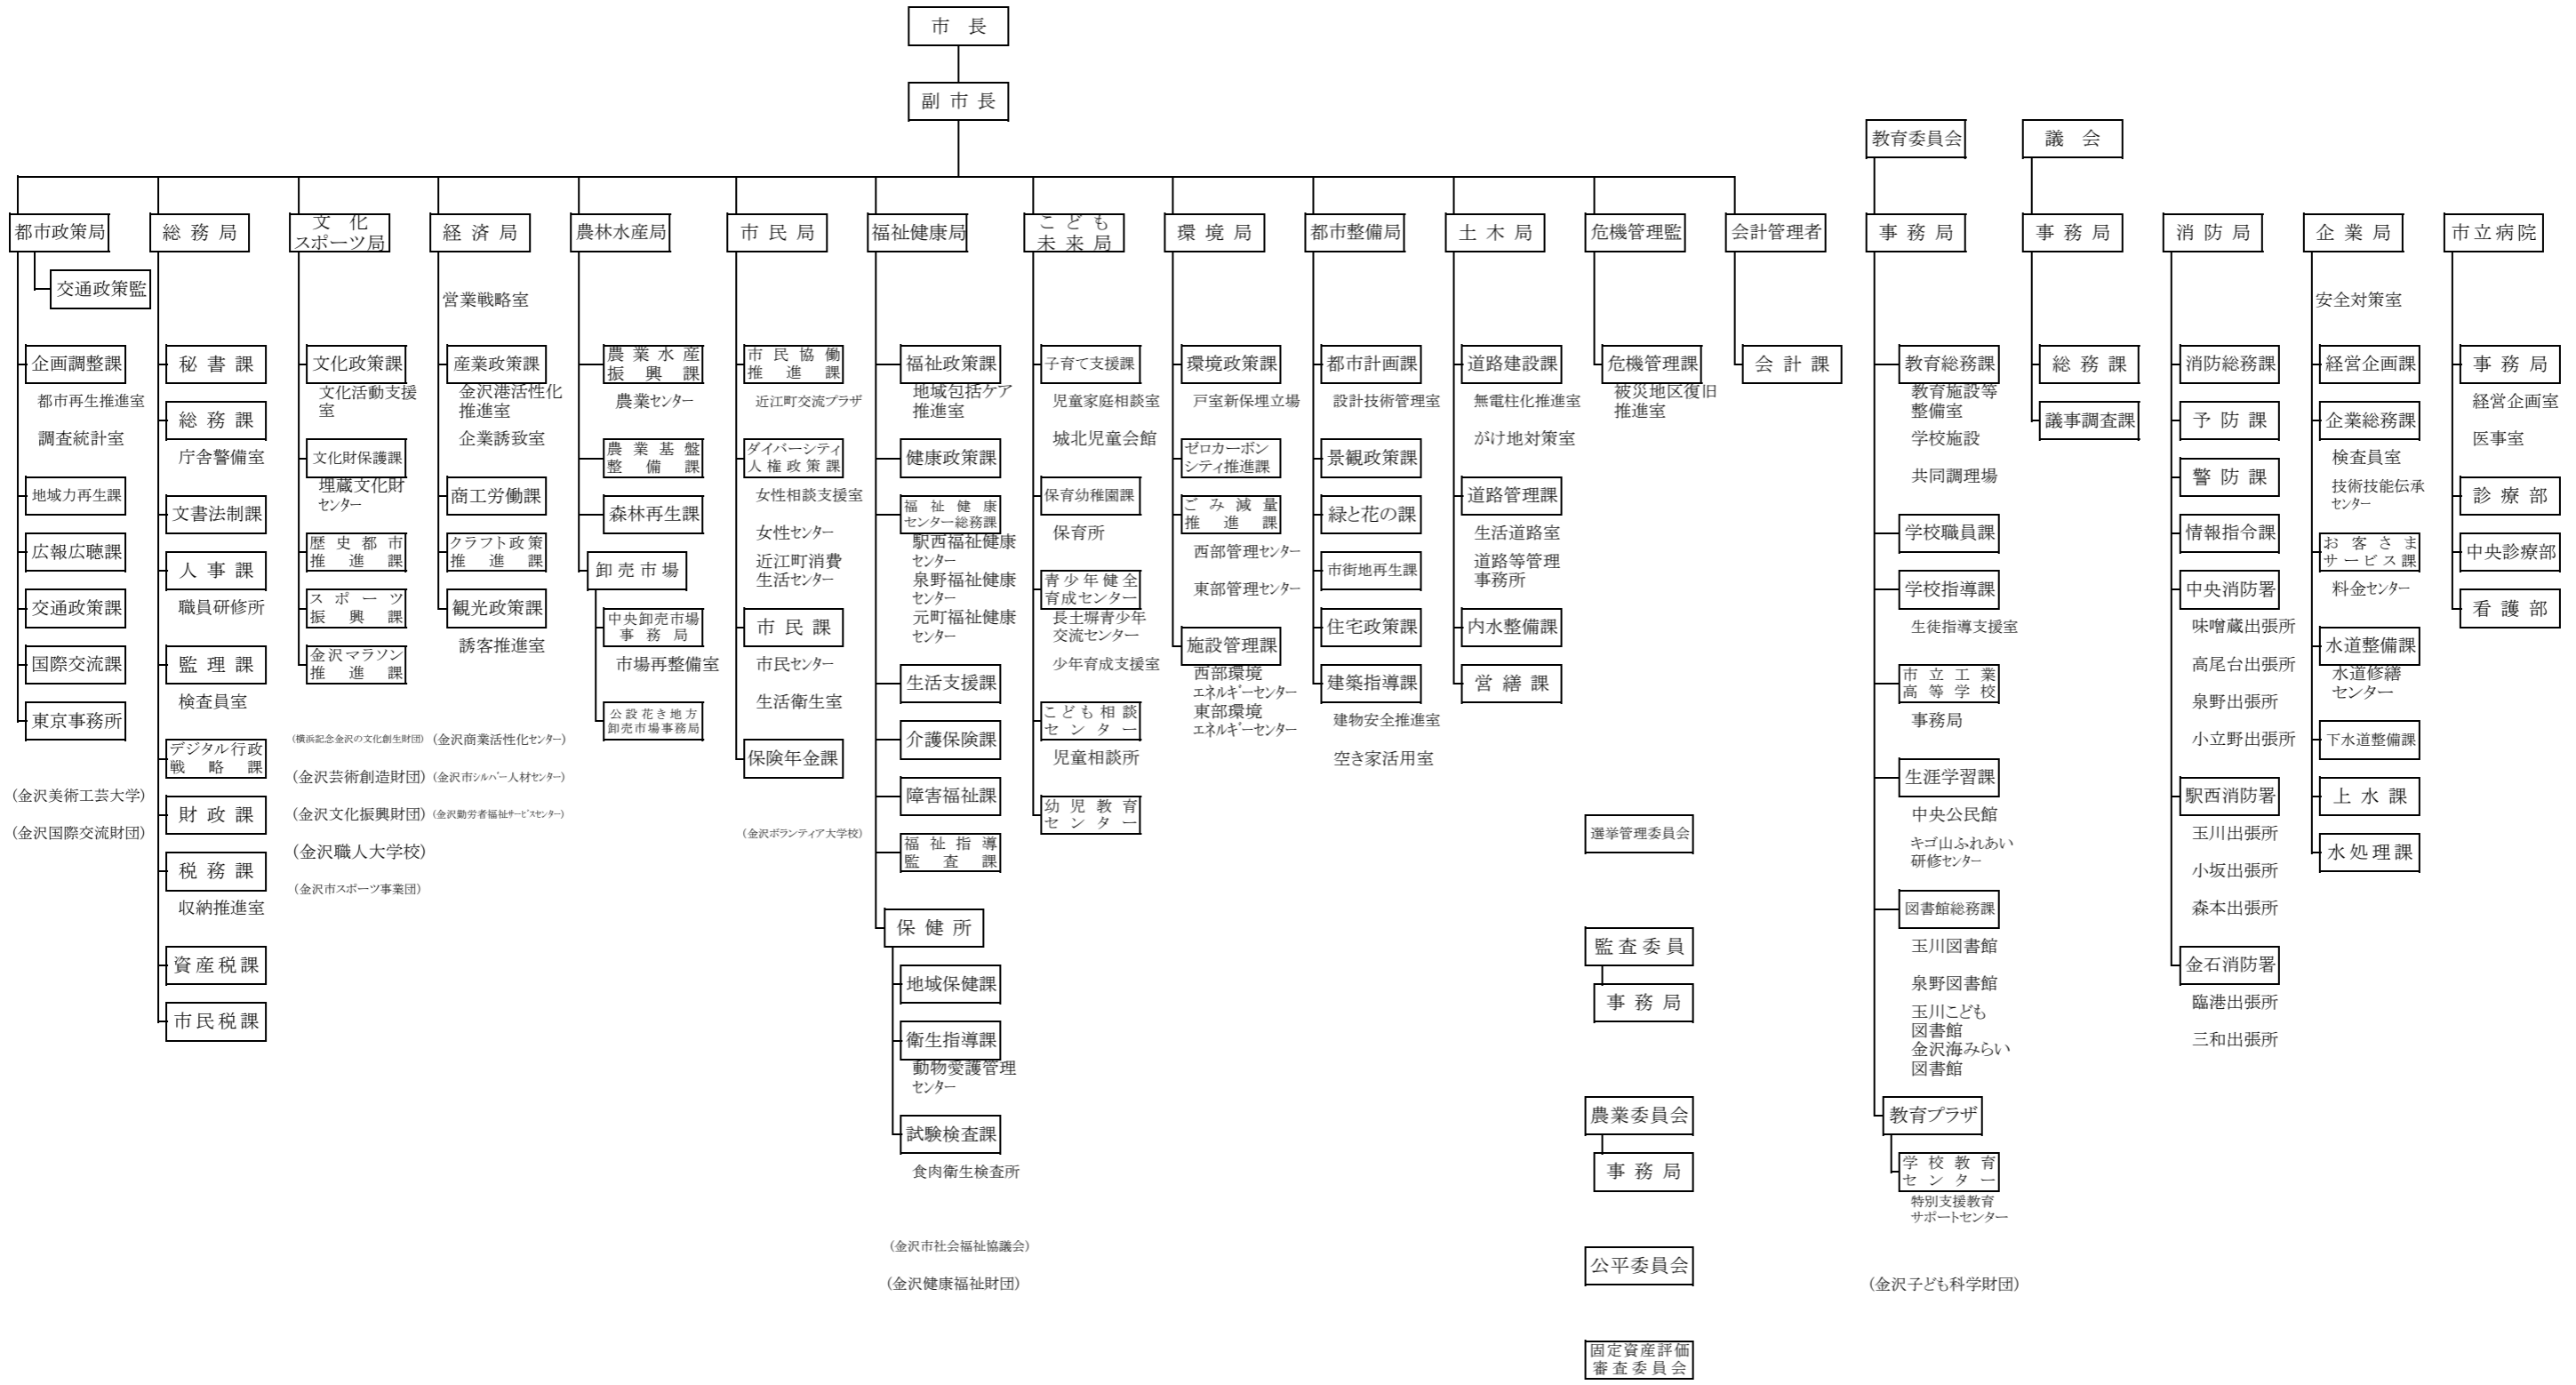 市長
副市長
教育委員会
議会
都市政策局
交通政策監
企画調整課
都市再生推進室
調査統計室
地域力再生課
広報広聴課
交通政策課
国際交流課
東京事務所
(金沢美術工芸大学)
(金沢国際交流財団)
総務局
秘書課
総務課
庁舎警備室
文書法制課
人事課
職員研修所
監理課
検査員室
デジタル行政
戦略課
財政課
税務課
収納推進室
資産税課
市民税課
文化
スポーツ局
文化政策課
文化活動支援
室
文化財保護課
埋蔵文化財
センター
歴史都市
推進課
スポーツ
振興課
金沢マラソン
推進課
(横浜記念金沢の文化創生財団)
(金沢芸術創造財団)
(金沢文化振興財団)
(金沢職人大学校)
(金沢市スポーツ事業団)
経済局
営業戦略室
産業政策課
金沢港活性化
推進室
企業誘致室
商工労働課
クラフト政策
推進課
観光政策課
誘客推進室
(金沢商業活性化センター)
(金沢市シルバー人材センター)
(金沢勤労者福祉サービスセンター)
農林水産局
農業水産
振興課
農業センター
農業基盤
整備課
森林再生課
卸売市場
中央卸売市場
事務局
市場再整備室
公設花き地方
卸売市場事務局
市民局
市民協働
推進課
近江町交流プラザ
ダイバーシティ
人権政策課
女性相談支援室
女性センター
近江町消費
生活センター
市民課
市民センター
生活衛生室
保険年金課
(金沢ボランティア大学校)
福祉健康局
福祉政策課
地域包括ケア
推進室
健康政策課
福祉健康
センター総務課
駅西福祉健康
センター
泉野福祉健康
センター
元町福祉健康
センター
生活支援課
介護保険課
障害福祉課
福祉指導
監査課
保健所
地域保健課
衛生指導課
動物愛護管理
センター
試験検査課
食肉衛生検査所
(金沢市社会福祉協議会)
(金沢健康福祉財団)
こども
未来局
子育て支援課
児童家庭相談室
城北児童会館
保育幼稚園課
保育所
青少年健全
育成センター
長土塀青少年
交流センター
少年育成支援室
こども相談
センター
児童相談所
幼児教育
センター
環境局
環境政策課
戸室新保埋立場
ゼロカーボン
シティ推進課
ごみ減量
推進課
西部管理センター
東部管理センター
施設管理課
西部環境
エネルギーセンター
東部環境
エネルギーセンター
都市整備局
都市計画課
設計技術管理室
景観政策課
緑と花の課
市街地再生課
住宅政策課
建築指導課
建物安全推進室
空き家活用室
土木局
道路建設課
無電柱化推進室
がけ地対策室
道路管理課
生活道路室
道路等管理
事務所
内水整備課
営繕課
危機管理監
危機管理課
被災地区復旧
推進室
選挙管理委員会
監査委員
事務局
農業委員会
事務局
公平委員会
固定資産評価
審査委員会
会計管理者
会計課
事務局
教育総務課
教育施設等
整備室
学校施設
共同調理場
学校職員課
学校指導課
生徒指導支援室
市立工業
高等学校
事務局
生涯学習課
中央公民館
キゴ山ふれあい
研修センター
図書館総務課
玉川図書館
泉野図書館
玉川こども
図書館
金沢海みらい
図書館
教育プラザ
学校教育
センター
特別支援教育
サポートセンター
(金沢子ども科学財団)
事務局
総務課
議事調査課
消防局
消防総務課
予防課
警防課
情報指令課
中央消防署
味噌蔵出張所
高尾台出張所
泉野出張所
小立野出張所
駅西消防署
玉川出張所
小坂出張所
森本出張所
金石消防署
臨港出張所
三和出張所
企業局
安全対策室
経営企画課
企業総務課
検査員室
技術技能伝承
センター
お客さま
サービス課
料金センター
水道整備課
水道修繕
センター
下水道整備課
上水課
水処理課
市立病院
事務局
経営企画室
医事室
診療部
中央診療部
看護部